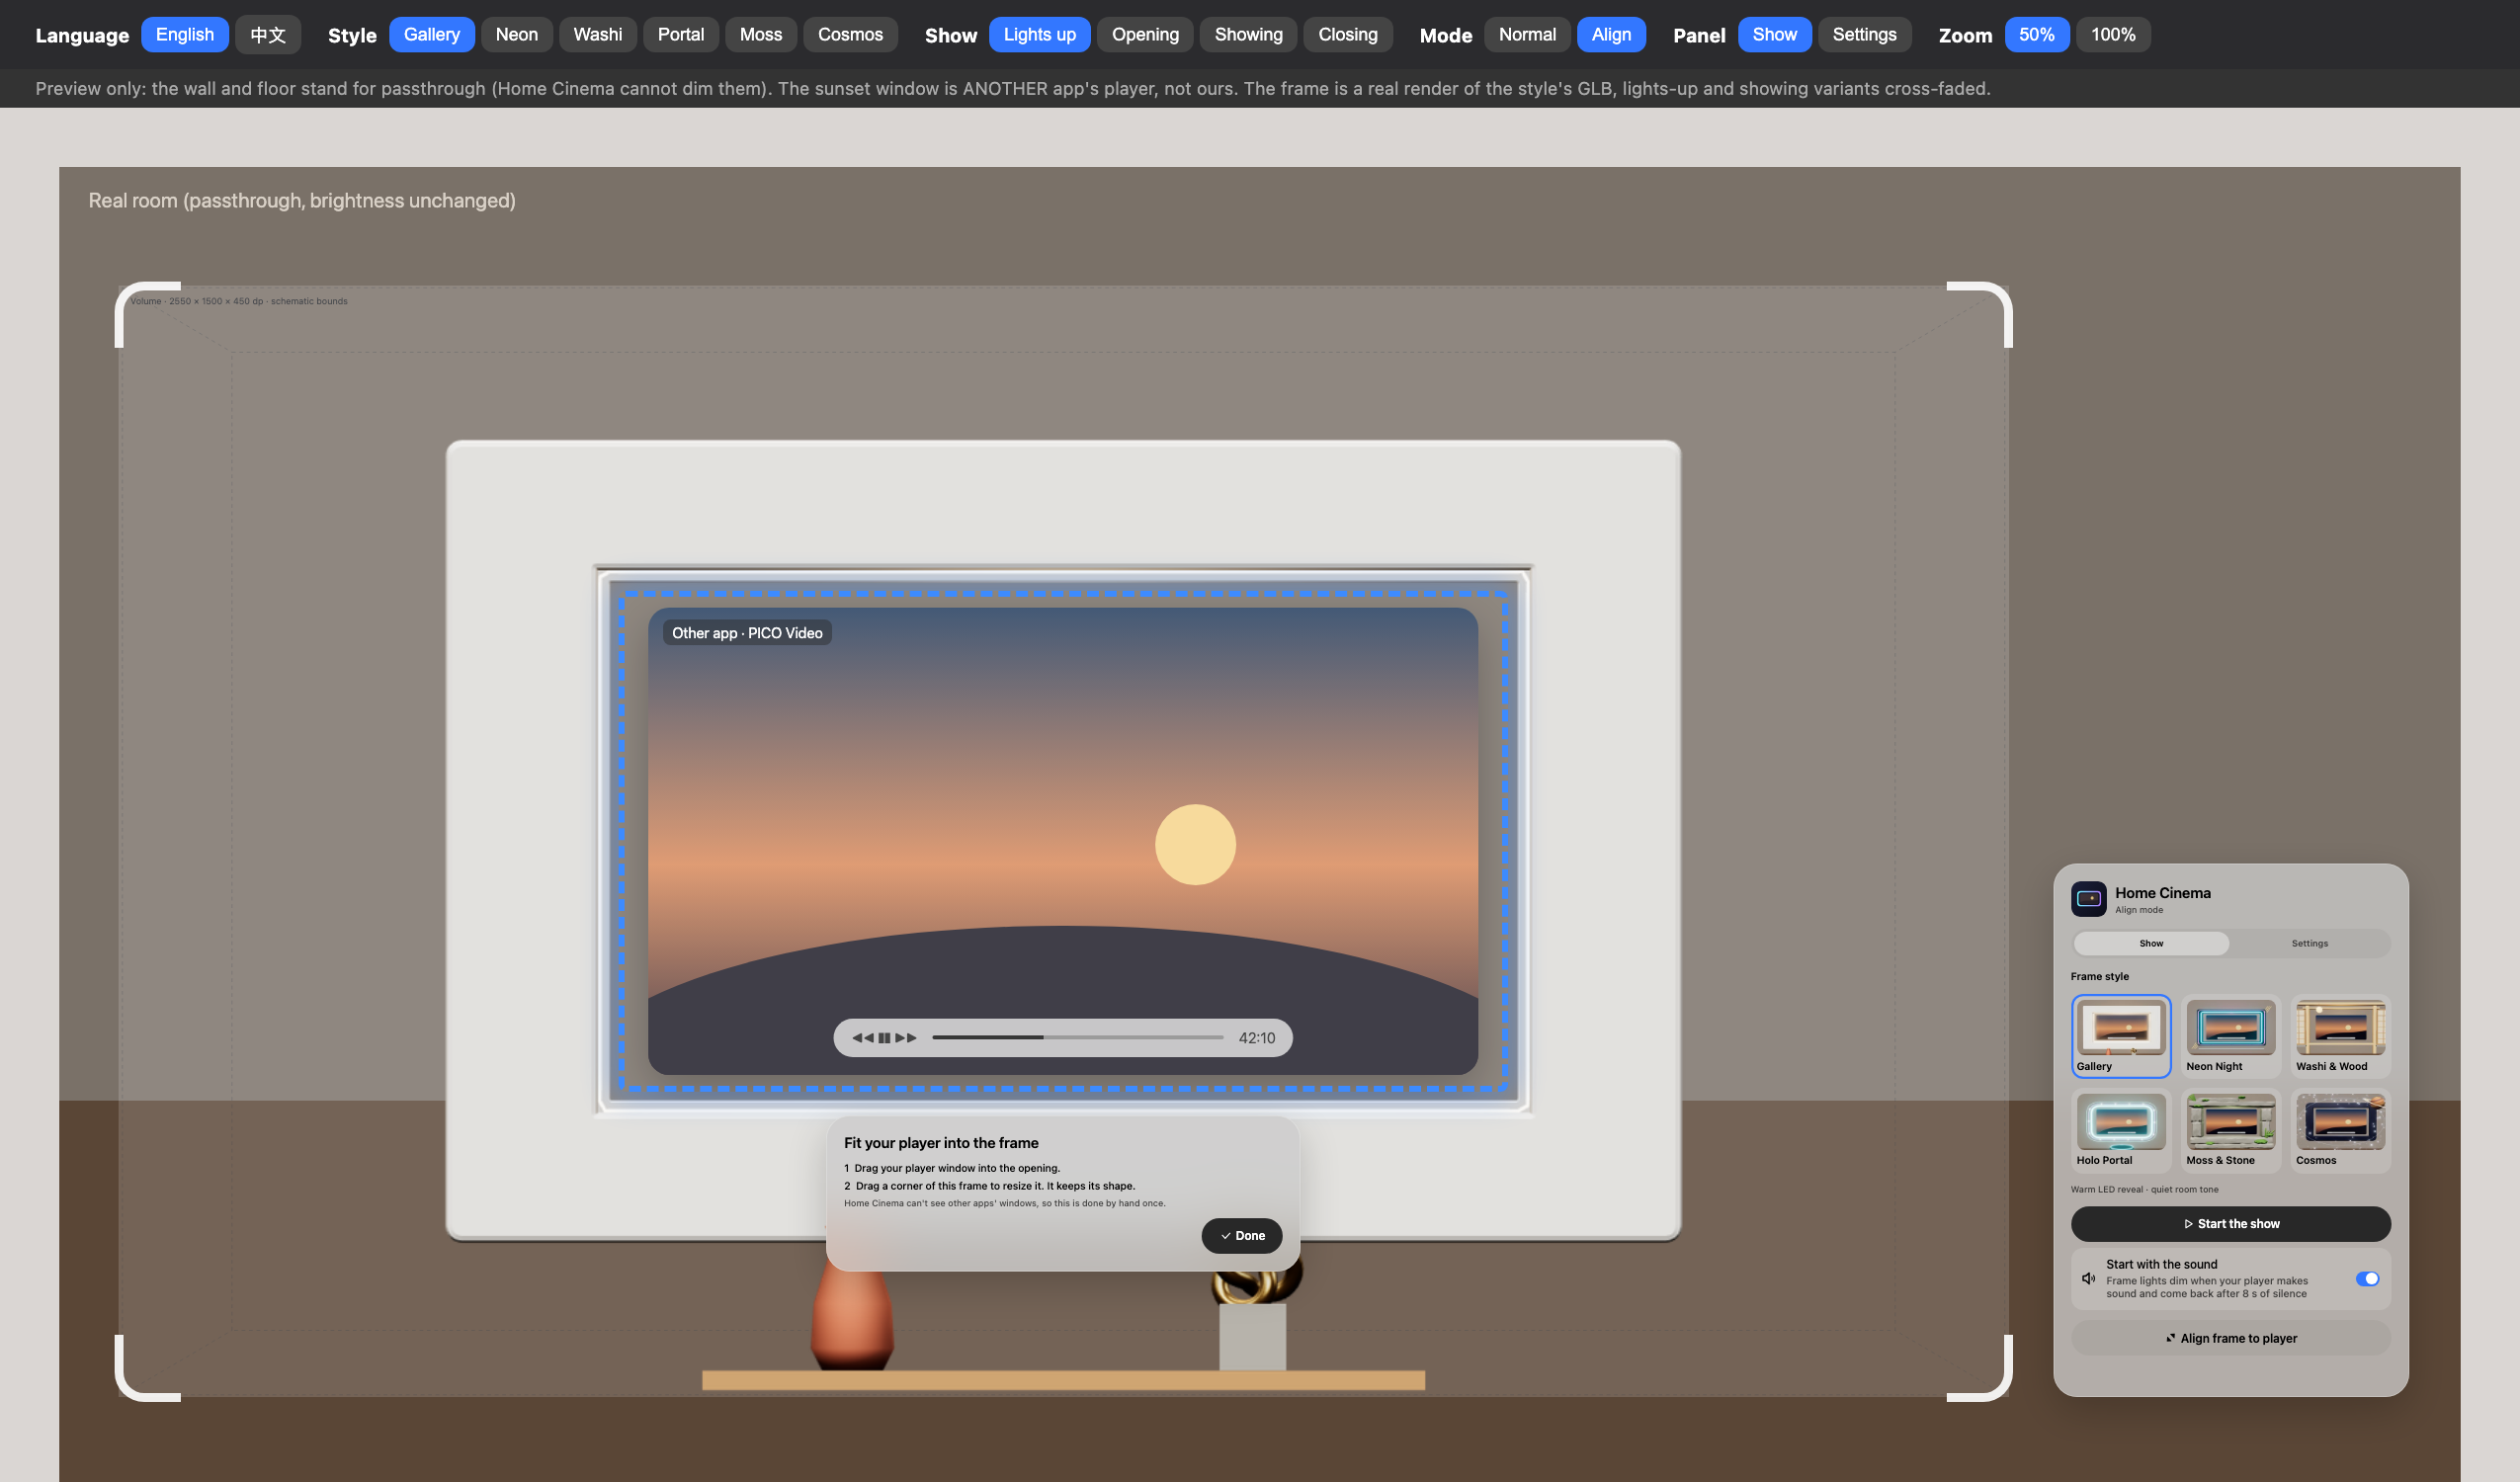 Language English 中文 Style Gallery Neon Washi Portal Moss Cosmos Show Lights up Opening Showing Closing Mode Normal Align Panel Show Settings Zoom 50% 100%
Preview only: the wall and floor stand for passthrough (Home Cinema cannot dim them). The sunset window is ANOTHER app's player, not ours. The frame is a real render of the style's GLB, lights-up and showing variants cross-faded.
Real room (passthrough, brightness unchanged)
Volume · 2550 × 1500 × 450 dp · schematic bounds
Other app · PICO Video
42:10
Fit your player into the frame
1 Drag your player window into the opening.
2 Drag a corner of this frame to resize it. It keeps its shape.
Home Cinema can't see other apps' windows, so this is done by hand once.
Done
Home Cinema
Align mode
Show Settings
Frame style
Gallery Neon Night Washi & Wood
Holo Portal Moss & Stone Cosmos
Warm LED reveal · quiet room tone
Start the show
Start with the sound
Frame lights dim when your player makes
sound and come back after 8 s of silence
Align frame to player